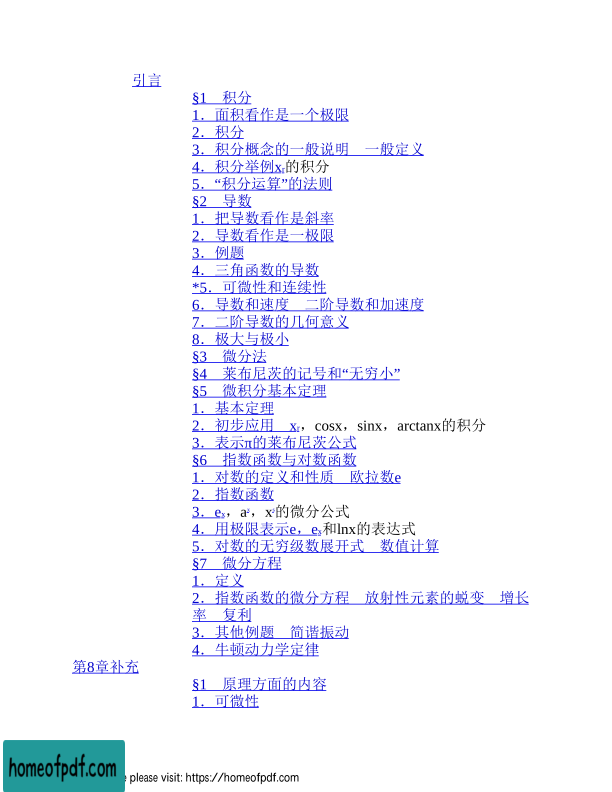 引言
§1　积分
1．面积看作是一个极限
2．积分
3．积分概念的一般说明　一般定义
4．积分举例xr的积分
5．“积分运算”的法则
§2　导数
1．把导数看作是斜率
2．导数看作是一极限
3．例题
4．三角函数的导数
*5．可微性和连续性
6．导数和速度　二阶导数和加速度
7．二阶导数的几何意义
8．极大与极小
§3　微分法
§4　莱布尼茨的记号和“无穷小”
§5　微积分基本定理
1．基本定理
2．初步应用　xr，cosx，sinx，arctanx的积分
3．表示π的莱布尼茨公式
§6　指数函数与对数函数
1．对数的定义和性质　欧拉数e
2．指数函数
3．ex，a2，x2的微分公式
4．用极限表示e，ex和lnx的表达式
5．对数的无穷级数展开式　数值计算
§7　微分方程
1．定义
2．指数函数的微分方程　放射性元素的蜕变　增长
率　复利
3．其他例题　简谐振动
4．牛顿动力学定律
第8章补充
§1　原理方面的内容
1．可微性
homeofpdf.com
e please visit: https://homeofpdf.com